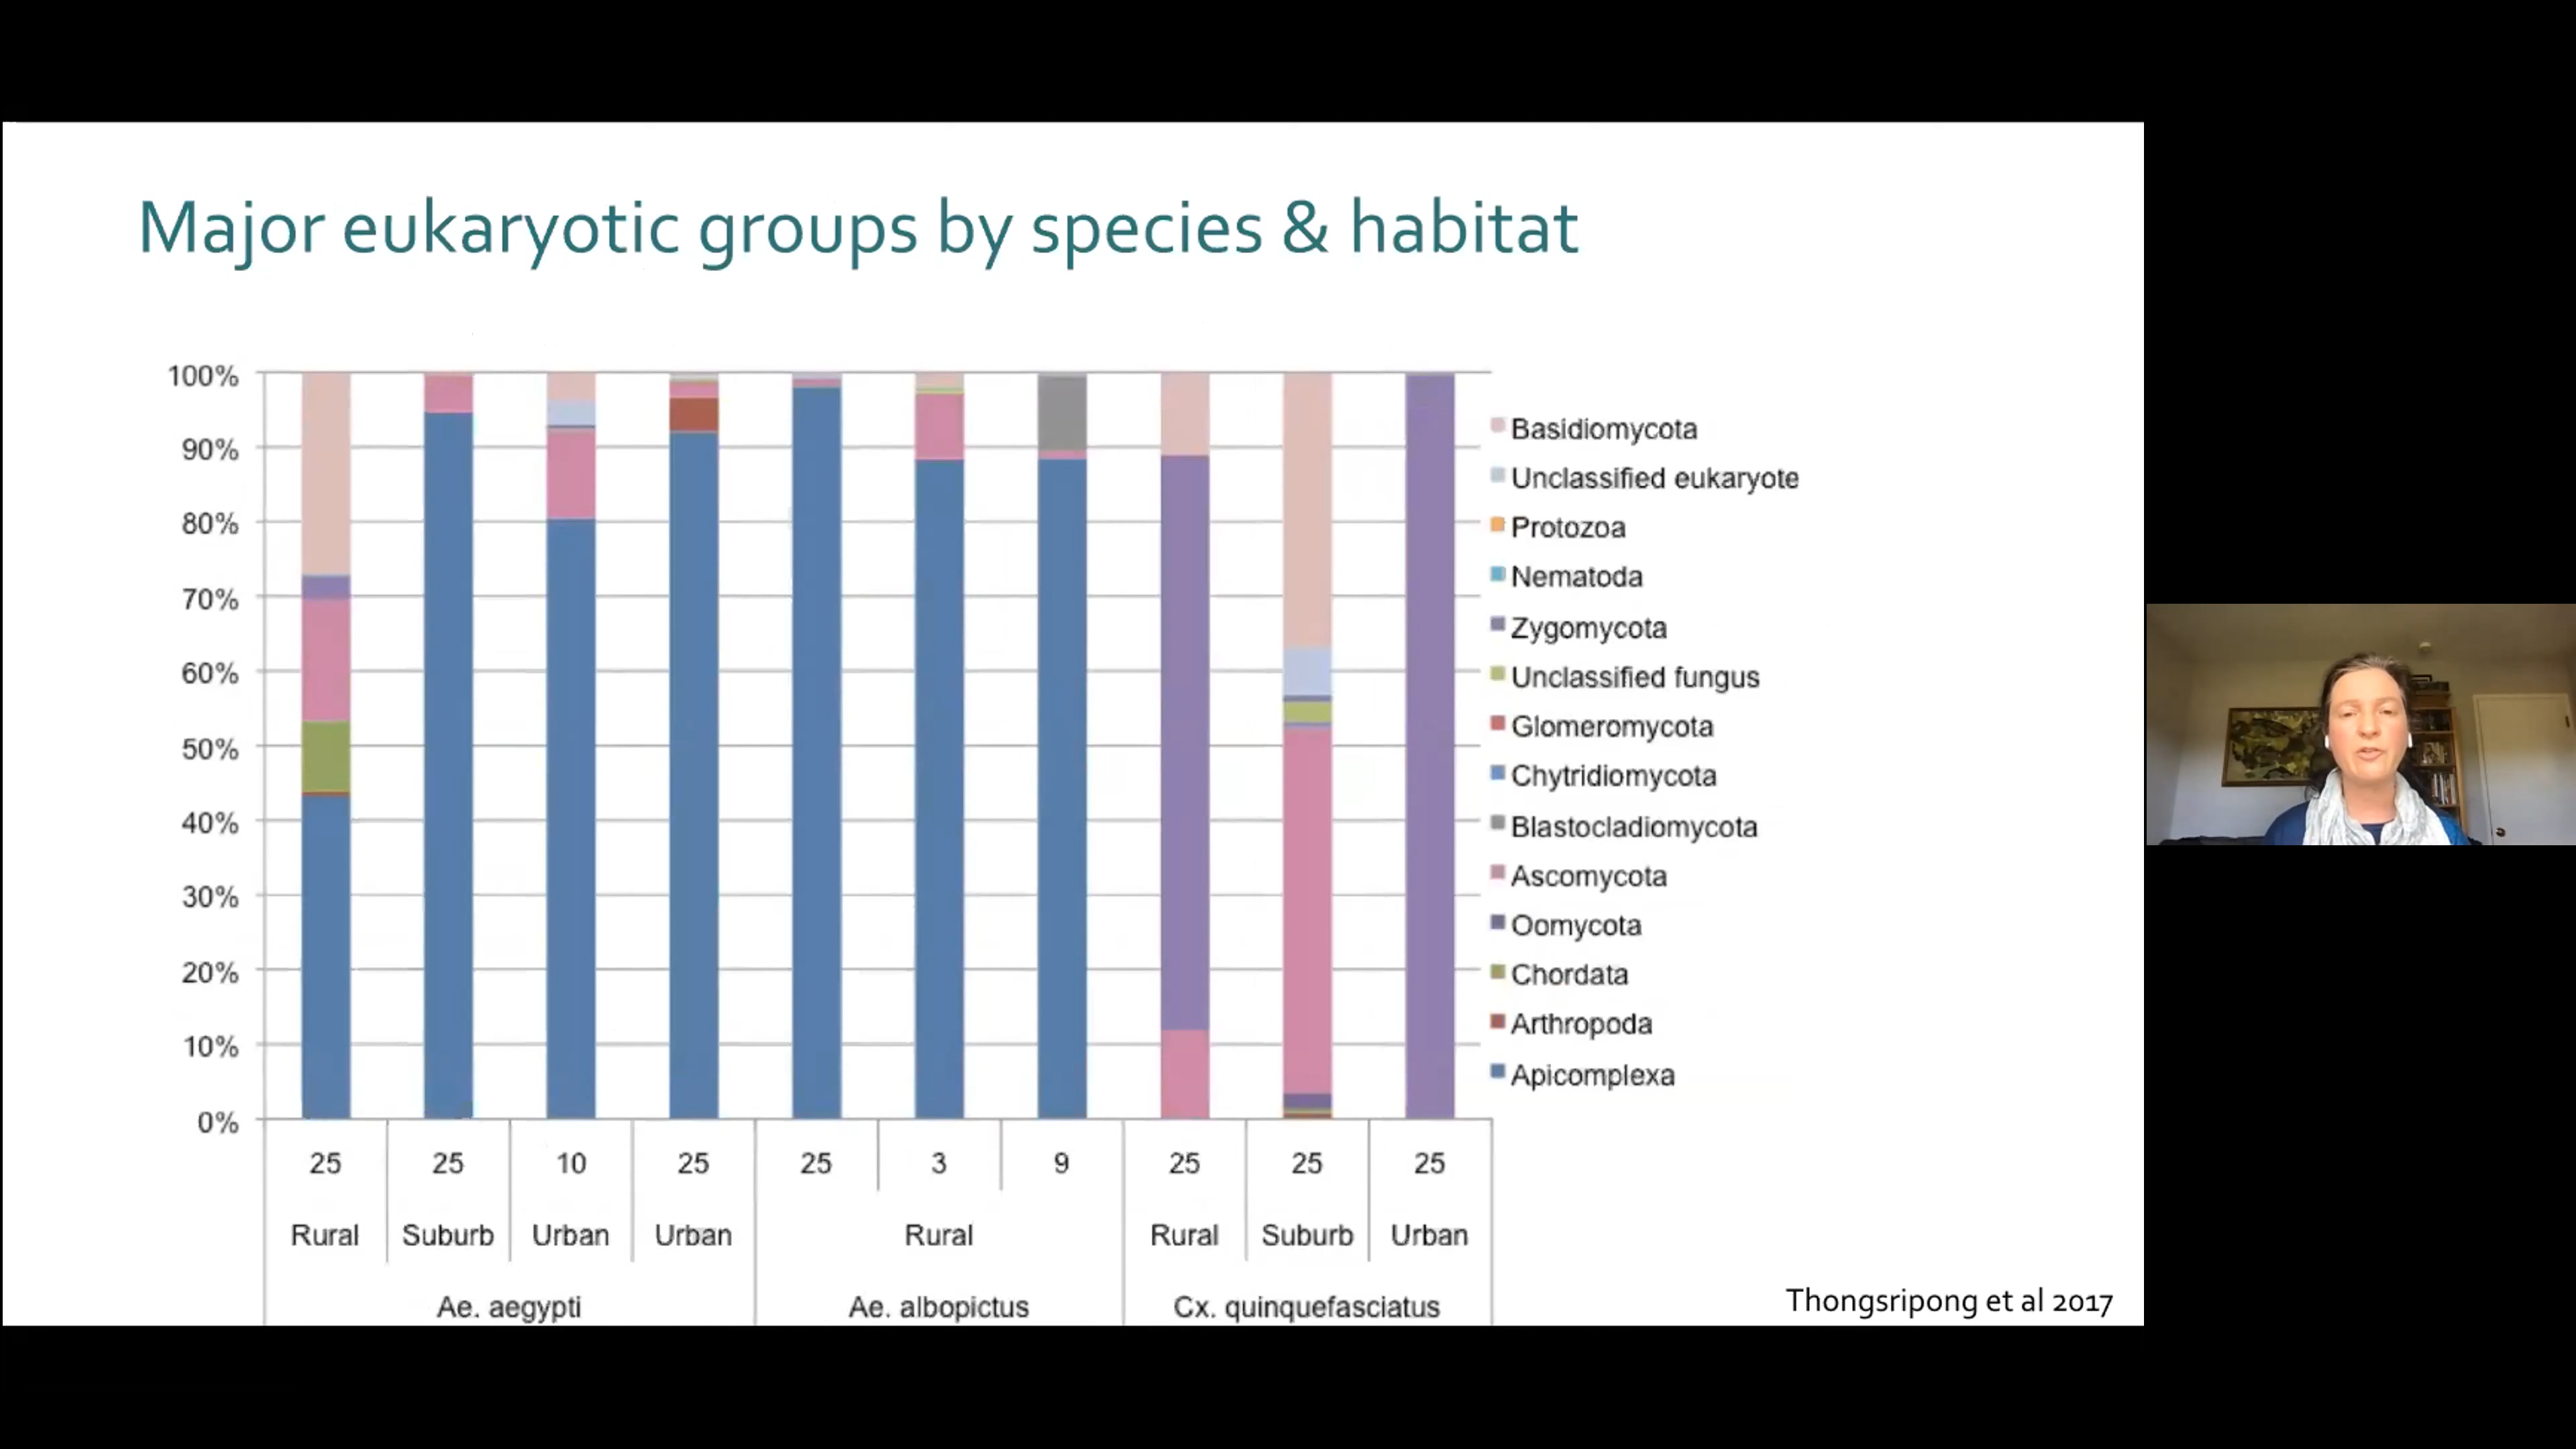 Major eukaryotic groups by species & habitat
100%
90%
80%
70%
60%
50%
40%
30%
20%
10%
0%
Basidiomycota
Unclassified eukaryote
Protozoa
Nematoda
Zygomycota
Unclassified fungus
Glomeromycota
Chytridiomycota
Blastocladiomycota
Ascomycota
Oomycota
Chordata
Arthropoda
Apicomplexa
25 25 10 25 25 3 9 25 25 25
Rural Suburb Urban Urban Rural Rural Suburb Urban
Ae. aegypti Ae. albopictus Cx. quinquefasciatus
Thongsripong et al 2017